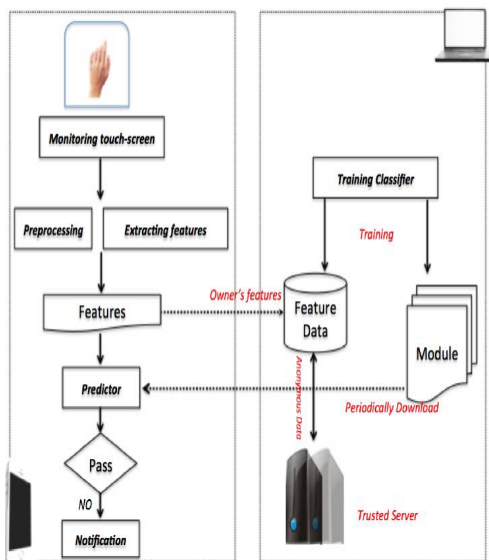 Monitoring touch-screen
Preprocessing
Extracting features
Features
Predictor
Pass
NO
Notification
Owner's features
Training Classifier
Training
Feature
Data
Module
Anonymous Data
Periodically Download
Trusted Server